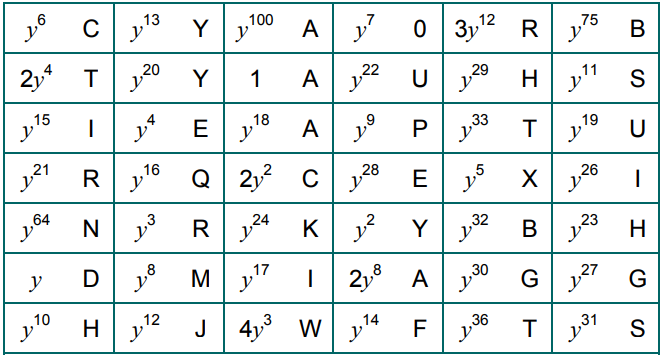 y⁶ C y¹³ Y y¹⁰⁰ A y⁷ 0 3y¹² R y⁷⁵ B
2y⁴ T y²⁰ Y 1 A y²² U y²⁹ H y¹¹ S
y¹⁵ I y⁴ E y¹⁸ A y⁹ P y³³ T y¹⁹ U
y²¹ R y¹⁶ Q 2y² C y²⁸ E y⁵ X y²⁶ I
y⁶⁴ N y³ R y²⁴ K y² Y y³² B y²³ H
y D y⁸ M y¹⁷ I 2y⁸ A y³⁰ G y²⁷ G
y¹⁰ H y¹² J 4y³ W y¹⁴ F y³⁶ T y³¹ S